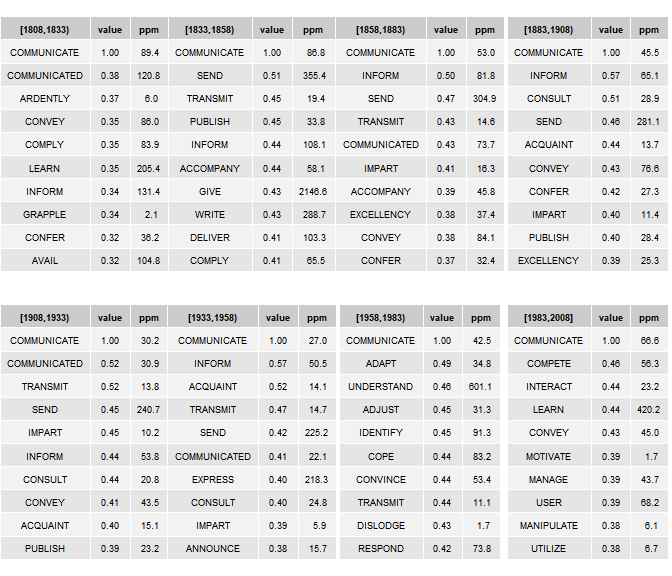 [1808,1833) value ppm [1833,1858) value ppm [1858,1883) value ppm [1883,1908) value ppm
COMMUNICATE 1.00 89.4 COMMUNICATE 1.00 86.8 COMMUNICATE 1.00 53.0 COMMUNICATE 1.00 45.5
COMMUNICATED 0.38 120.8 SEND 0.51 355.4 INFORM 0.50 81.8 INFORM 0.57 65.1
ARDENTLY 0.37 6.0 TRANSMIT 0.45 19.4 SEND 0.47 304.9 CONSULT 0.51 28.9
CONVEY 0.35 86.0 PUBLISH 0.45 33.8 TRANSMIT 0.43 14.6 SEND 0.46 281.1
COMPLY 0.35 83.9 INFORM 0.44 108.1 COMMUNICATED 0.43 73.7 ACQUAINT 0.44 13.7
LEARN 0.35 205.4 ACCOMPANY 0.44 58.1 IMPART 0.41 16.3 CONVEY 0.43 76.6
INFORM 0.34 131.4 GIVE 0.43 2146.6 ACCOMPANY 0.39 45.8 CONFER 0.42 27.3
GRAPPLE 0.34 2.1 WRITE 0.43 288.7 EXCELLENCY 0.38 37.4 IMPART 0.40 11.4
CONFER 0.32 36.2 DELIVER 0.41 103.3 CONVEY 0.38 84.1 PUBLISH 0.40 28.4
AVAIL 0.32 104.8 COMPLY 0.41 65.5 CONFER 0.37 32.4 EXCELLENCY 0.39 25.3
[1908,1933) value ppm [1933,1958) value ppm [1958,1983) value ppm [1983,2008] value ppm
COMMUNICATE 1.00 30.2 COMMUNICATE 1.00 27.0 COMMUNICATE 1.00 42.5 COMMUNICATE 1.00 66.6
COMMUNICATED 0.52 30.9 INFORM 0.57 50.5 ADAPT 0.49 34.8 COMPETE 0.46 56.3
TRANSMIT 0.52 13.8 ACQUAINT 0.52 14.1 UNDERSTAND 0.46 601.1 INTERACT 0.44 23.2
SEND 0.45 240.7 TRANSMIT 0.47 14.7 ADJUST 0.45 31.3 LEARN 0.44 420.2
IMPART 0.45 10.2 SEND 0.42 225.2 IDENTIFY 0.45 91.3 CONVEY 0.43 45.0
INFORM 0.44 53.8 COMMUNICATED 0.41 22.1 COPE 0.44 83.2 MOTIVATE 0.39 1.7
CONSULT 0.44 20.8 EXPRESS 0.40 218.3 CONVINCE 0.44 53.4 MANAGE 0.39 43.7
CONVEY 0.41 43.5 CONSULT 0.40 24.8 TRANSMIT 0.44 11.1 USER 0.39 68.2
ACQUAINT 0.40 15.1 IMPART 0.39 5.9 DISLODGE 0.43 1.7 MANIPULATE 0.38 6.1
PUBLISH 0.39 23.2 ANNOUNCE 0.38 15.7 RESPOND 0.42 73.8 UTILIZE 0.38 6.7